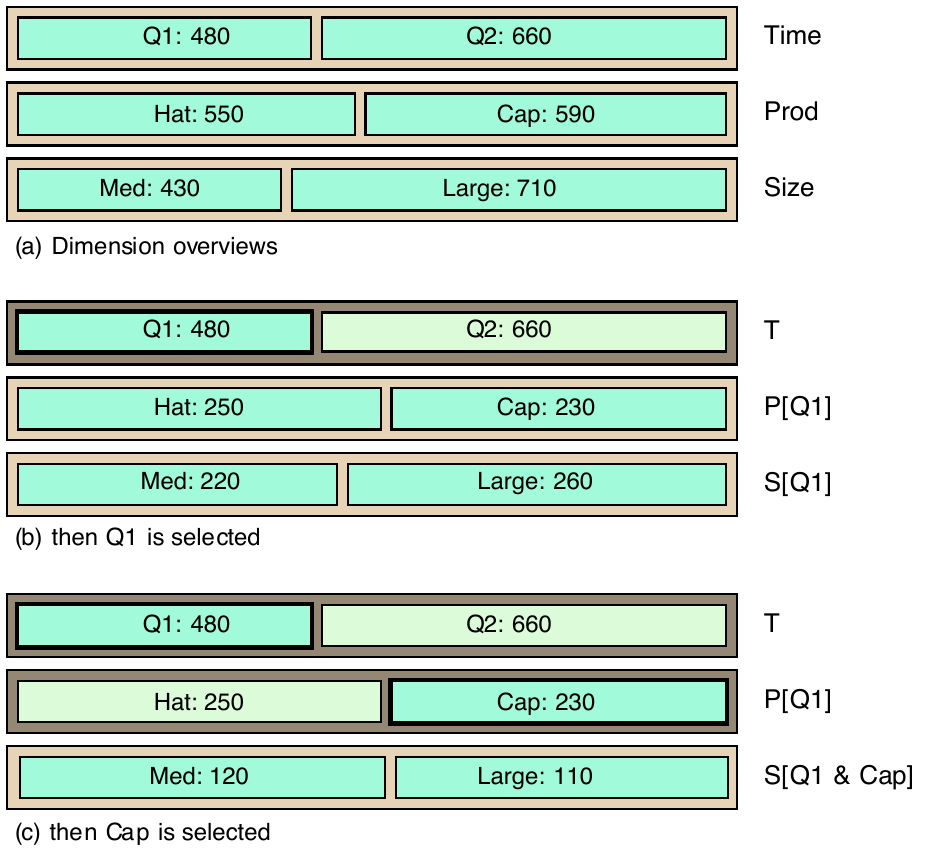 Q1: 480 Q2: 660 Time
Hat: 550 Cap: 590 Prod
Med: 430 Large: 710 Size
(a) Dimension overviews
Q1: 480 Q2: 660 T
Hat: 250 Cap: 230 P[Q1]
Med: 220 Large: 260 S[Q1]
(b) then Q1 is selected
Q1: 480 Q2: 660 T
Hat: 250 Cap: 230 P[Q1]
Med: 120 Large: 110 S[Q1 & Cap]
(c) then Cap is selected